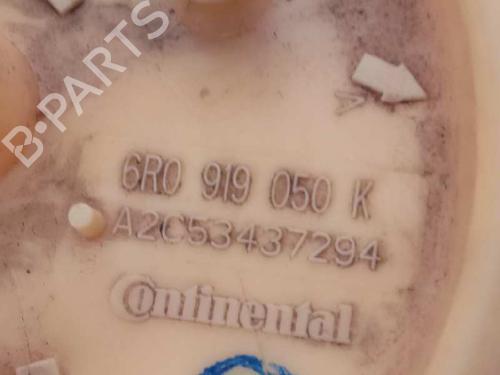 B-PARTS
A
6R0 919 050 K
A2C53437294
Continental